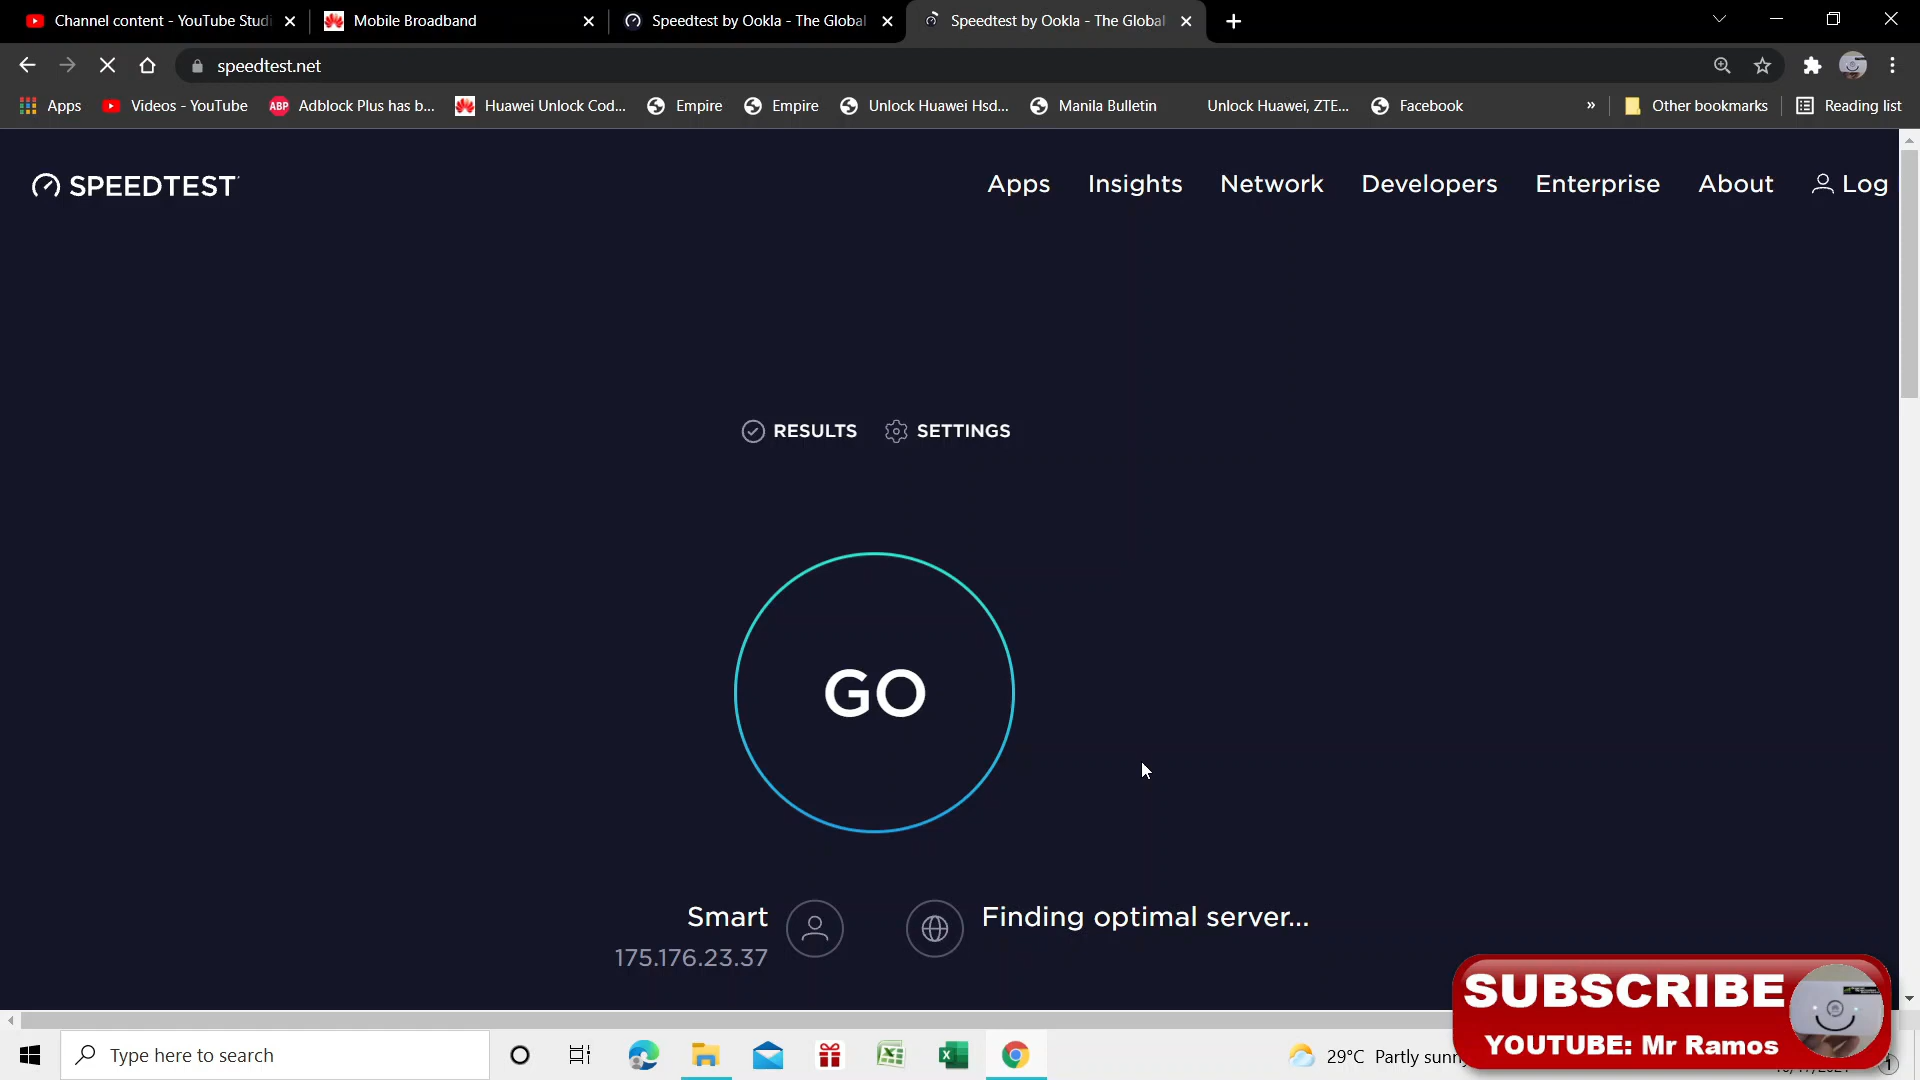 Channel content - YouTube Studi
Mobile Broadband
Speedtest by Ookla - The Global
Speedtest by Ookla - The Global
speedtest.net
Apps
Videos - YouTube
ABP
Adblock Plus has b...
Huawei Unlock Cod...
Empire
Empire
Unlock Huawei Hsd...
Manila Bulletin
Unlock Huawei, ZTE...
Facebook
»
Other bookmarks
Reading list
SPEEDTEST
Apps
Insights
Network
Developers
Enterprise
About
Log
RESULTS
SETTINGS
GO
Smart
175.176.23.37
Finding optimal server...
SUBSCRIBE
YOUTUBE: Mr Ramos
Type here to search
29°C Partly sunny
1